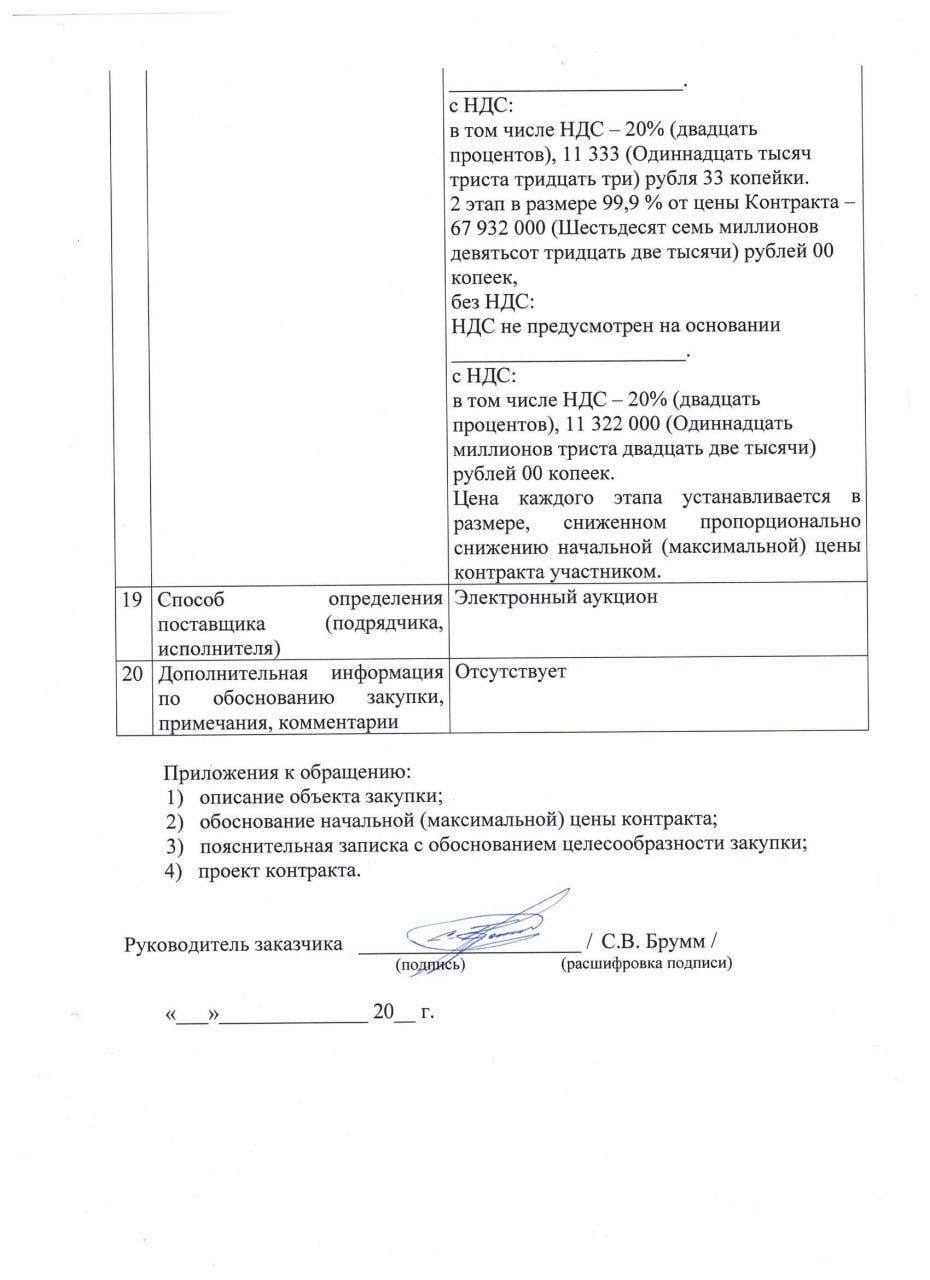 _______________________.
с НДС:
в том числе НДС – 20% (двадцать
процентов), 11 333 (Одиннадцать тысяч
триста тридцать три) рубля 33 копейки.
2 этап в размере 99,9 % от цены Контракта –
67 932 000 (Шестьдесят семь миллионов
девятьсот тридцать две тысячи) рублей 00
копеек,
без НДС:
НДС не предусмотрен на основании
_______________________.
с НДС:
в том числе НДС – 20% (двадцать
процентов), 11 322 000 (Одиннадцать
миллионов триста двадцать две тысячи)
рублей 00 копеек.
Цена каждого этапа устанавливается в
размере, сниженном пропорционально
снижению начальной (максимальной) цены
контракта участником.
19 Способ определения
поставщика (подрядчика,
исполнителя)
Электронный аукцион
20 Дополнительная информация
по обоснованию закупки,
примечания, комментарии
Отсутствует
Приложения к обращению:
1) описание объекта закупки;
2) обоснование начальной (максимальной) цены контракта;
3) пояснительная записка с обоснованием целесообразности закупки;
4) проект контракта.
Руководитель заказчика ______________________ / С.В. Брумм /
(подпись) (расшифровка подписи)
«___»______________ 20__ г.